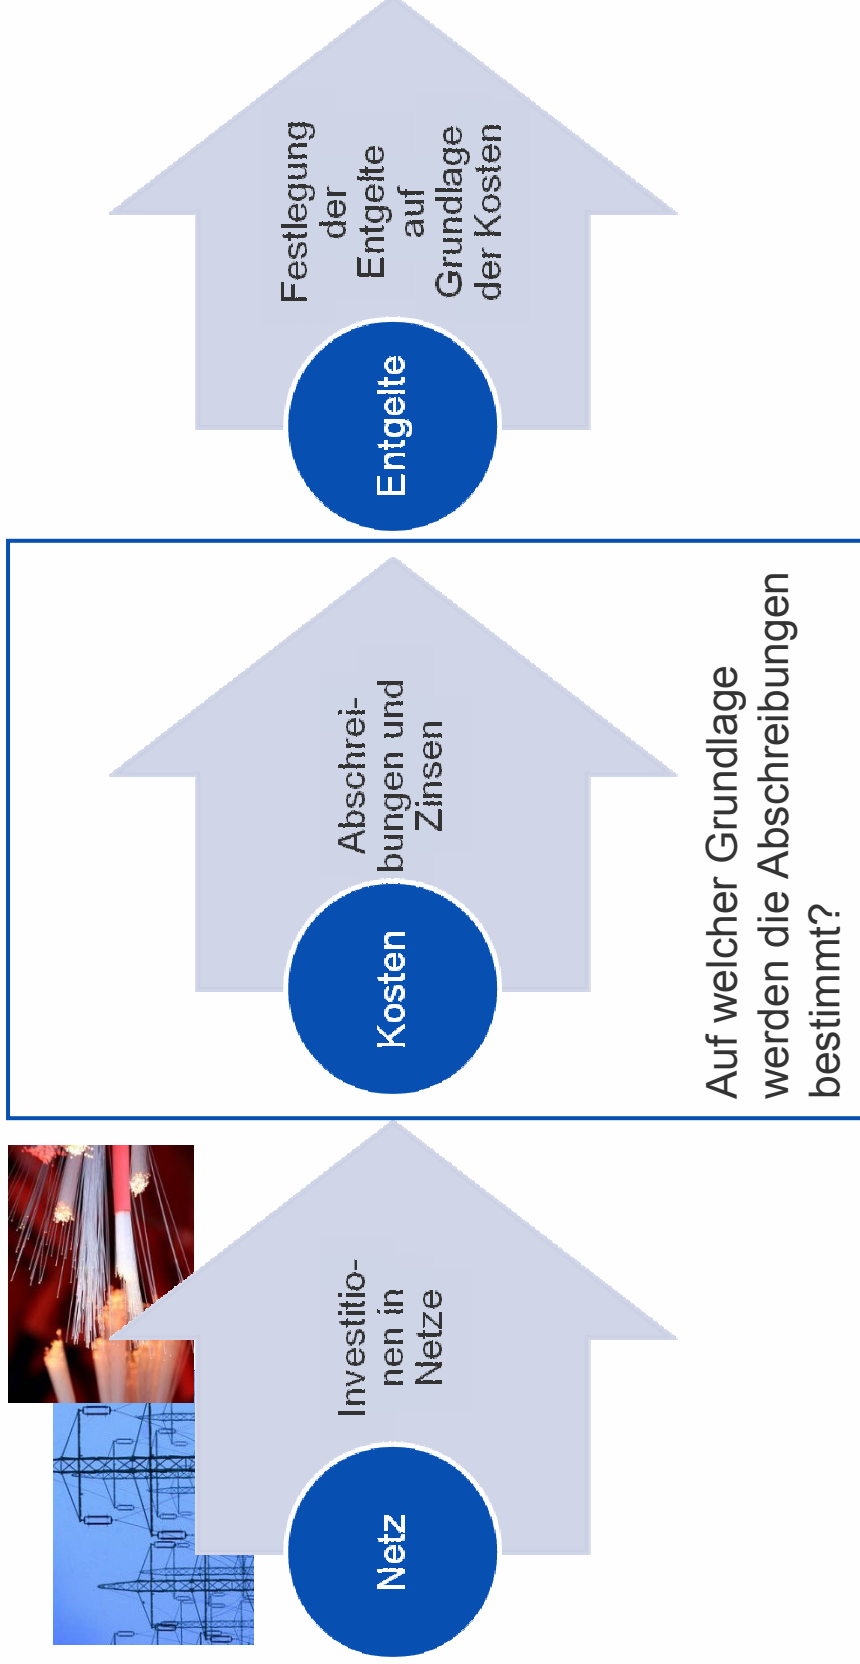 Netz
Investitio-
nen in
Netze
Kosten
Abschrei-
bungen und
Zinsen
Auf welcher Grundlage
werden die Abschreibungen
bestimmt?
Entgelte
Festlegung
der
Entgelte
auf
Grundlage
der Kosten